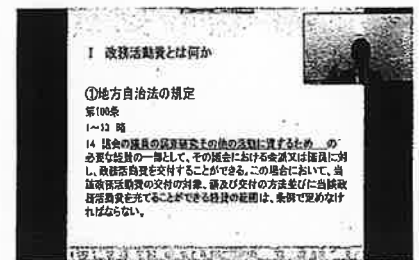 I 政務活動費とは何か
①地方自治法の規定
第100条
1~13 略
14 議会の議員の調査研究その他の活動に資するため の
必要な経費の一部として、その議会における会派又は議員に対
し、政務活動費を交付することができる。この場合において、当
該政務活動費の交付の対象、額及び交付の方法並びに当該政
務活動費を充てることができる経費の範囲は、条例で定めなけ
ればならない。